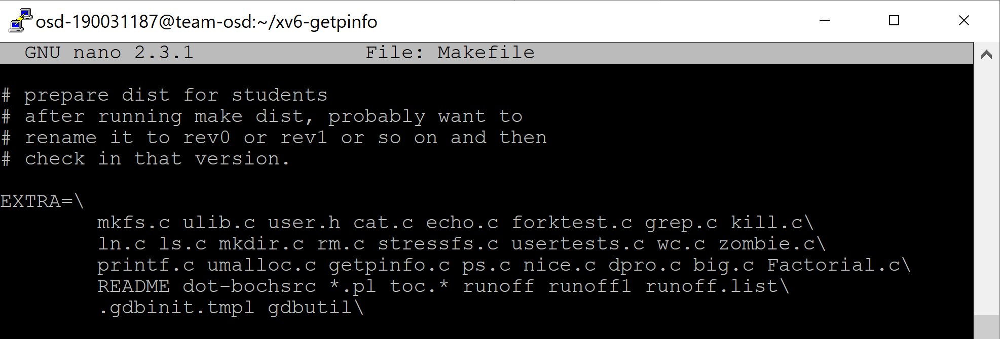 osd-190031187@team-osd:~/xv6-getpinfo
GNU nano 2.3.1 File: Makefile
# prepare dist for students
# after running make dist, probably want to
# rename it to rev0 or rev1 or so on and then
# check in that version.
EXTRA=\
mkfs.c ulib.c user.h cat.c echo.c forktest.c grep.c kill.c\
ln.c ls.c mkdir.c rm.c stressfs.c usertests.c wc.c zombie.c\
printf.c umalloc.c getpinfo.c ps.c nice.c dpro.c big.c Factorial.c\
README dot-bochsrc *.pl toc.* runoff runoff1 runoff.list\
.gdbinit.tmpl gdbutil\